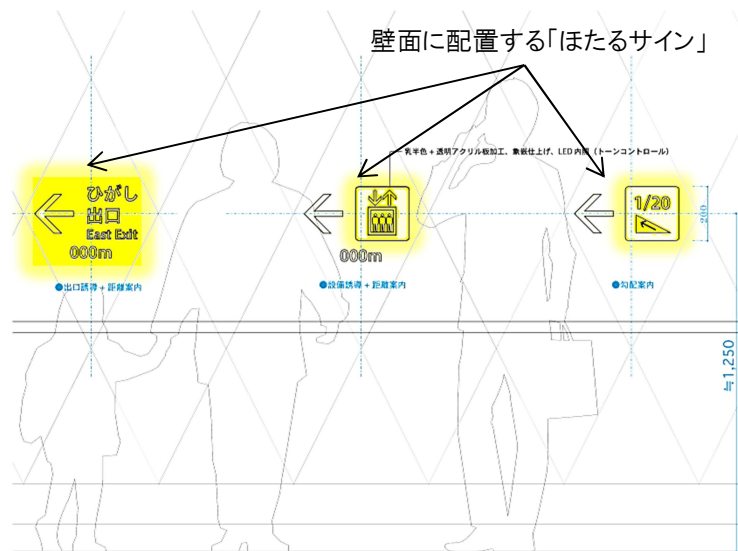 壁面に配置する「ほたるサイン」
乳半色+透明アクリル板加工、象嵌仕上げ、LED内照（トーンコントロール）
ひがし
出口
East Exit
000m
000m
1/20
200
●出口誘導+距離案内
●設備誘導+距離案内
●勾配案内
≒1,250